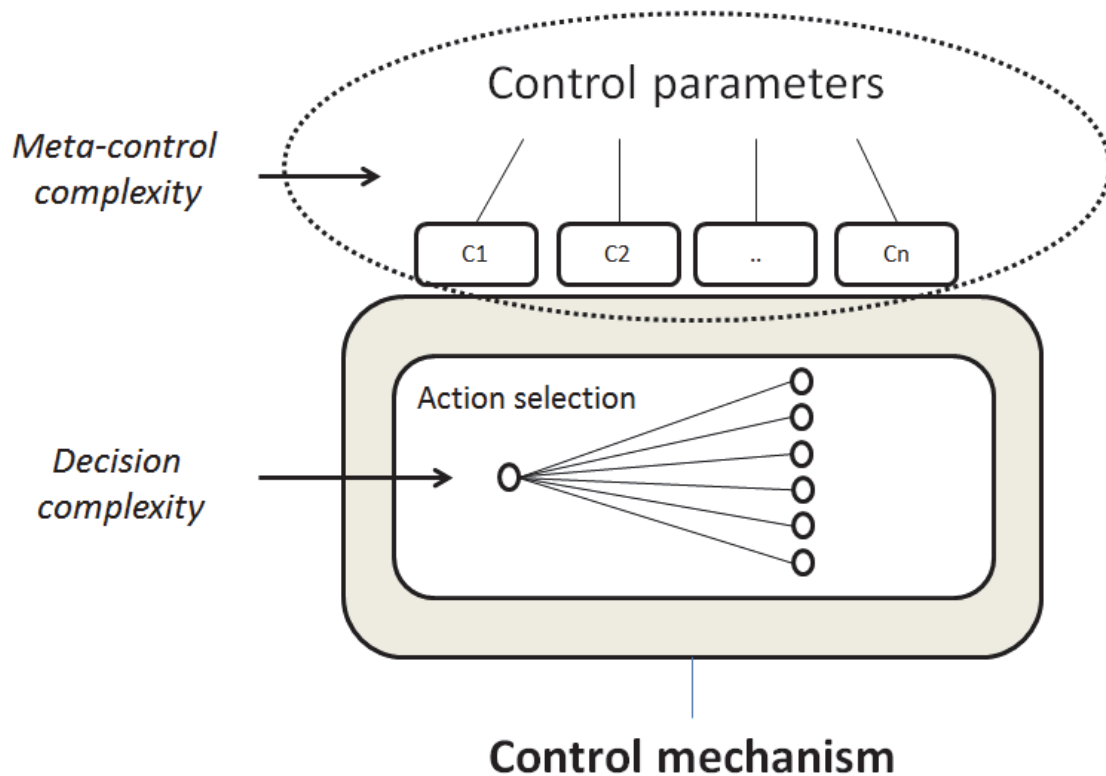 Control parameters
Meta-control
complexity
C1 C2 .. Cn
Action selection
Decision
complexity
Control mechanism